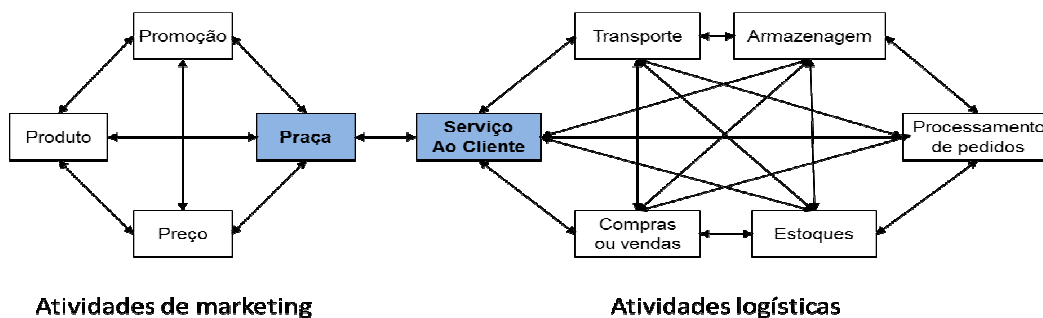 Promoção
Transporte
Armazenagem
Produto
Praça
Serviço
Ao Cliente
Processamento
de pedidos
Preço
Compras
ou vendas
Estoques
Atividades de marketing
Atividades logísticas